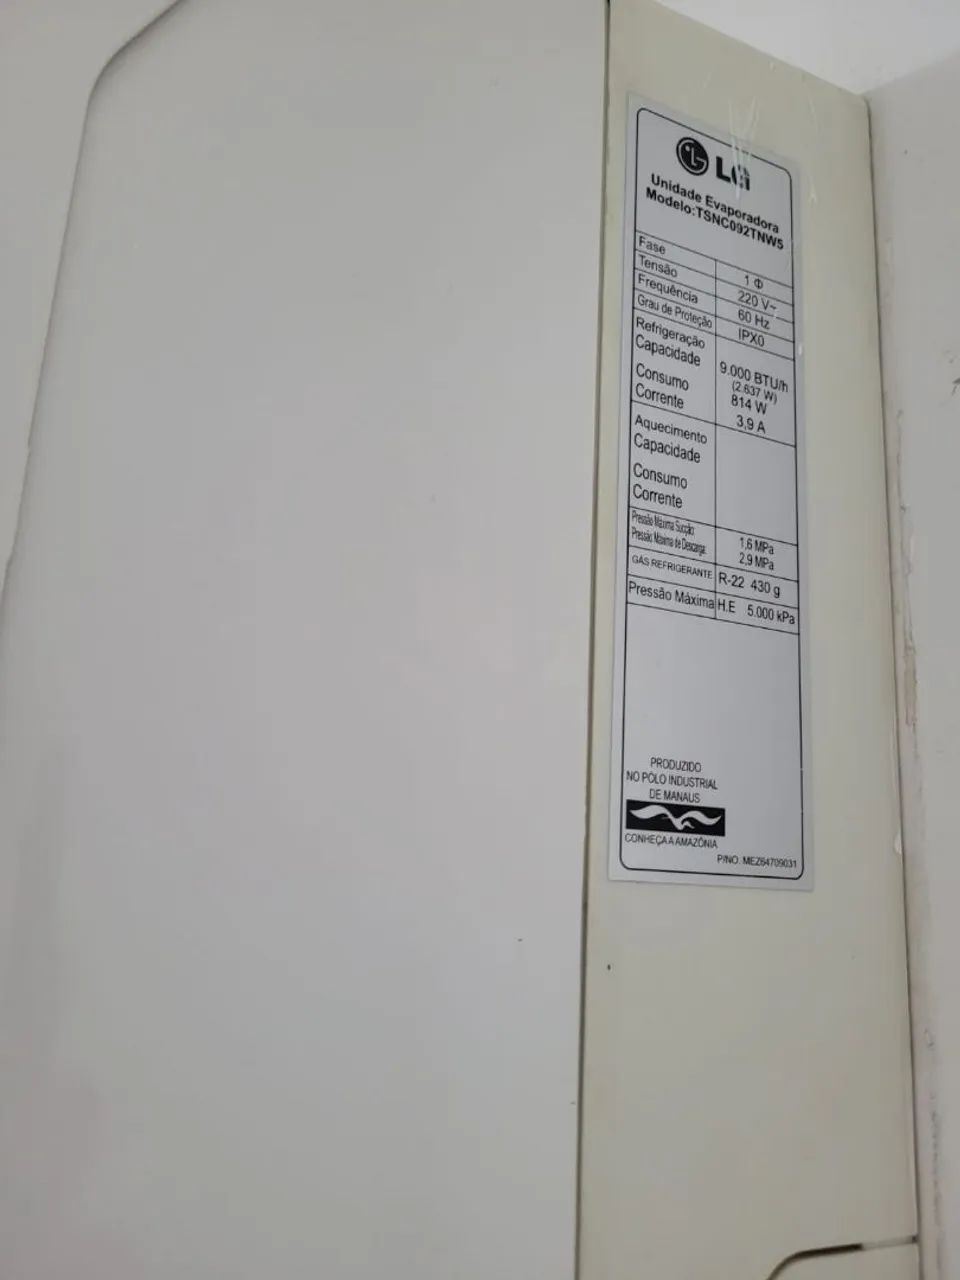 LG
Unidade Evaporadora
Modelo:TSNC092TNW5
Fase 1 Φ
Tensão 220 V~
Frequência 60 Hz
Grau de Proteção IPX0
Refrigeração
Capacidade 9.000 BTU/h
(2.637 W)
Consumo 814 W
Corrente 3,9 A
Aquecimento
Capacidade
Consumo
Corrente
Pressão Máxima Sucção: 1,6 MPa
Pressão Máxima de Descarga: 2,9 MPa
GÁS REFRIGERANTE R-22 430 g
Pressão Máxima H.E 5.000 kPa
PRODUZIDO
NO PÓLO INDUSTRIAL
DE MANAUS
CONHEÇA A AMAZÔNIA
P/NO. MEZ64709031